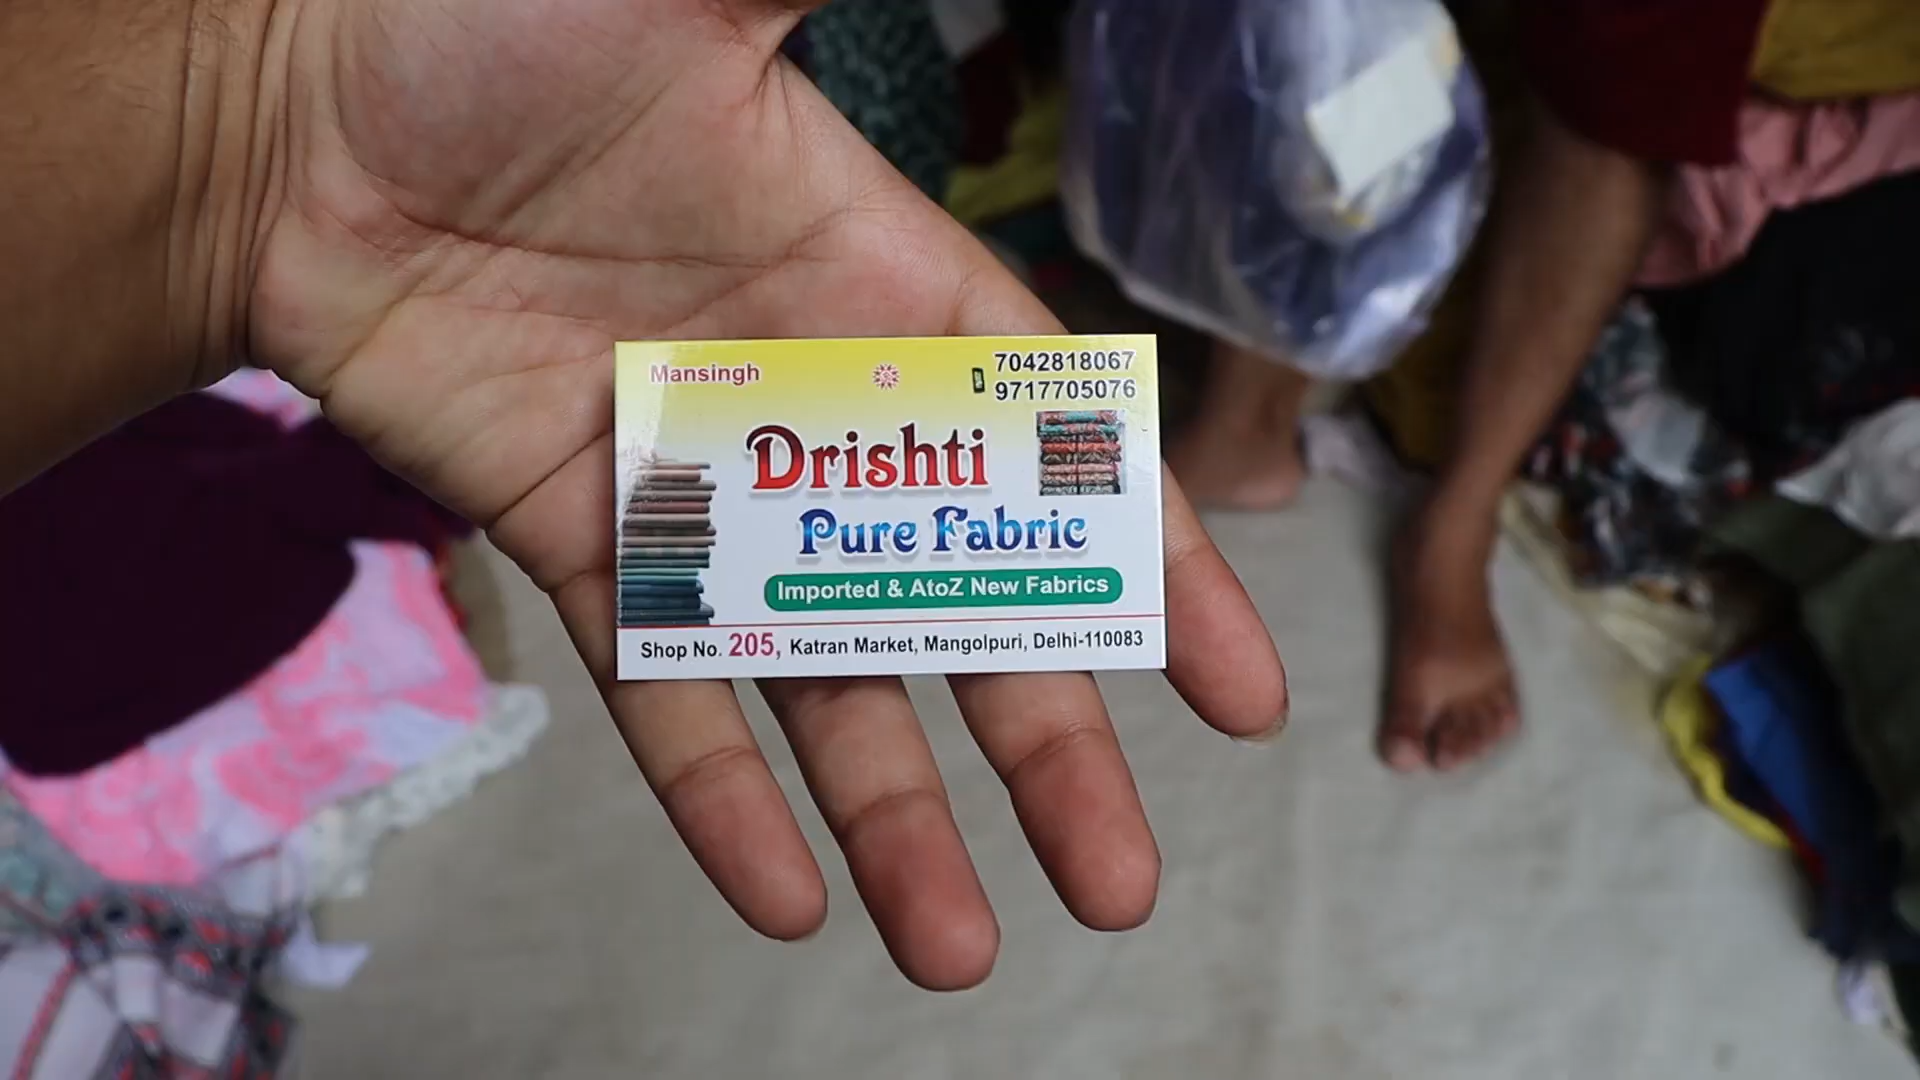 Mansingh
7042818067
9717705076
Drishti
Pure Fabric
Imported & AtoZ New Fabrics
Shop No. 205, Katran Market, Mangolpuri, Delhi-110083